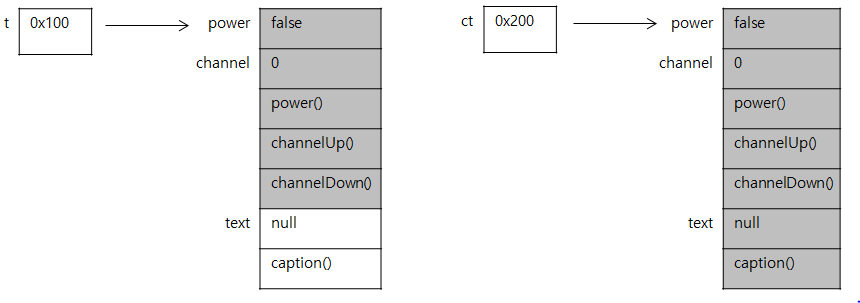 t 0x100 power false ct 0x200 power false
channel 0 channel 0
power() power()
channelUp() channelUp()
channelDown() channelDown()
text null text null
caption() caption()